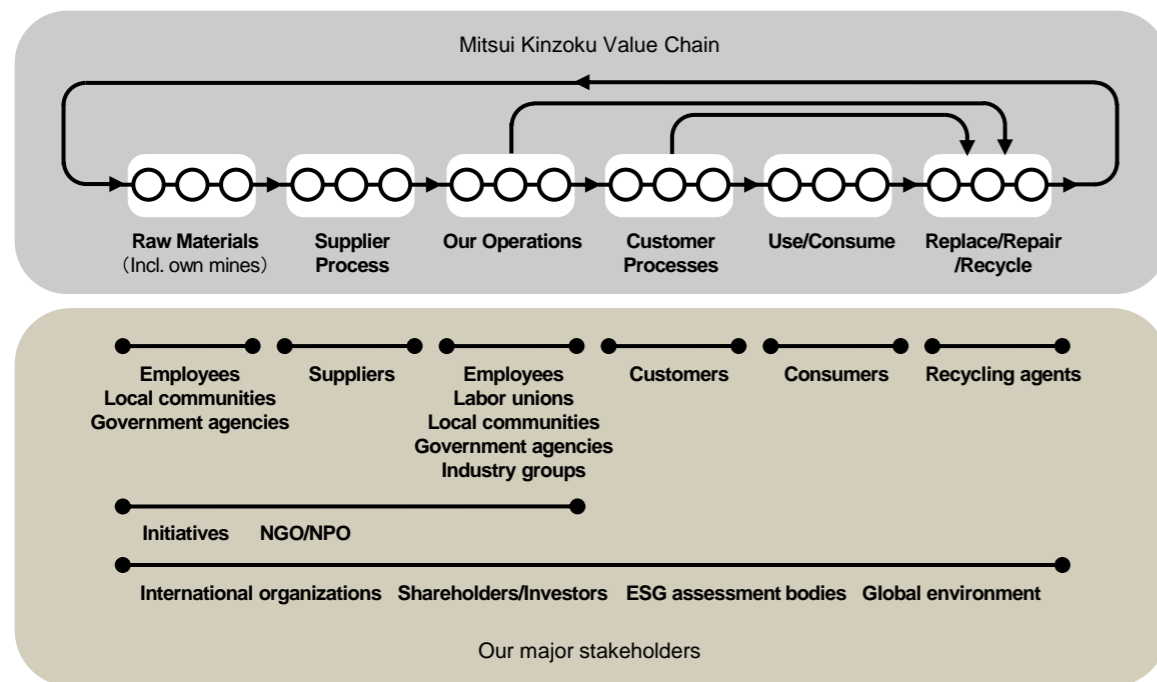 Mitsui Kinzoku Value Chain
Raw Materials
（Incl. own mines）
Supplier
Process
Our Operations
Customer
Processes
Use/Consume
Replace/Repair
/Recycle
Employees
Local communities
Government agencies
Suppliers
Employees
Labor unions
Local communities
Government agencies
Industry groups
Customers
Consumers
Recycling agents
Initiatives NGO/NPO
International organizations Shareholders/Investors ESG assessment bodies Global environment
Our major stakeholders